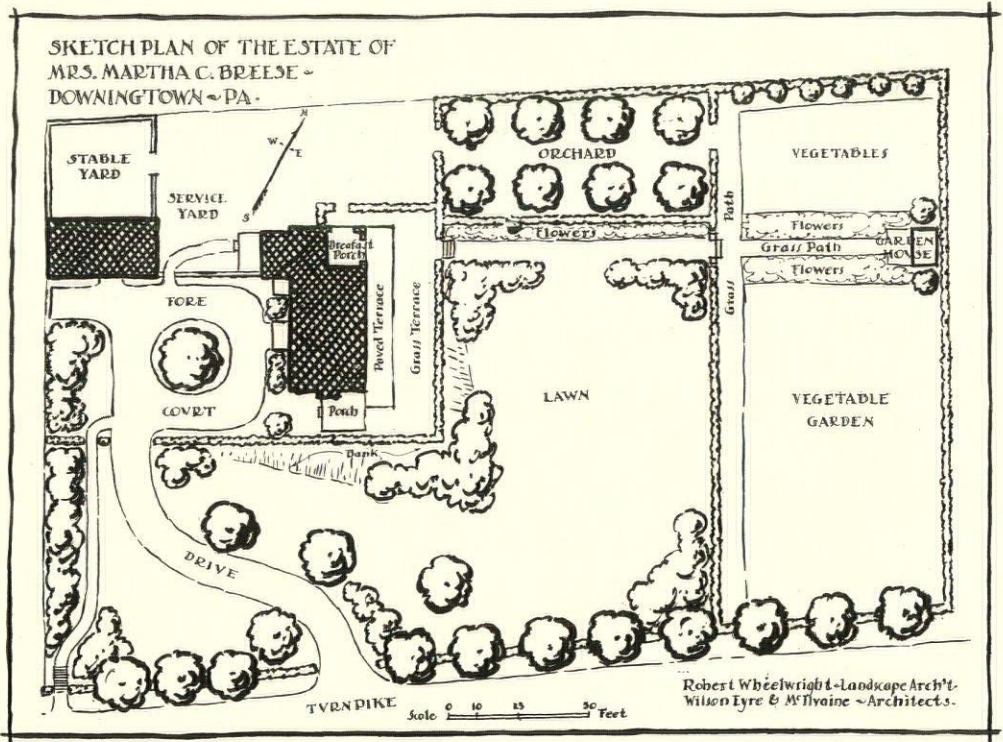 SKETCH PLAN OF THE ESTATE OF
MRS. MARTHA C. BREESE ~
DOWNINGTOWN ~ PA.
N
W
E
S
STABLE
YARD
SERVICE
YARD
ORCHARD
VEGETABLES
Path
Flowers
Flowers
Grass Path
GARDEN
HOUSE
Flowers
Breakfast
Porch
FORE
Paved Terrace
Grass Terrace
Grass
COURT
Porch
LAWN
VEGETABLE
GARDEN
Bank
DRIVE
TVRNPIKE
Scale 0 10 25 50 Feet
Robert Wheelwright ~ Landscape Arch't.
Wilson Eyre & McIlvaine ~ Architects.